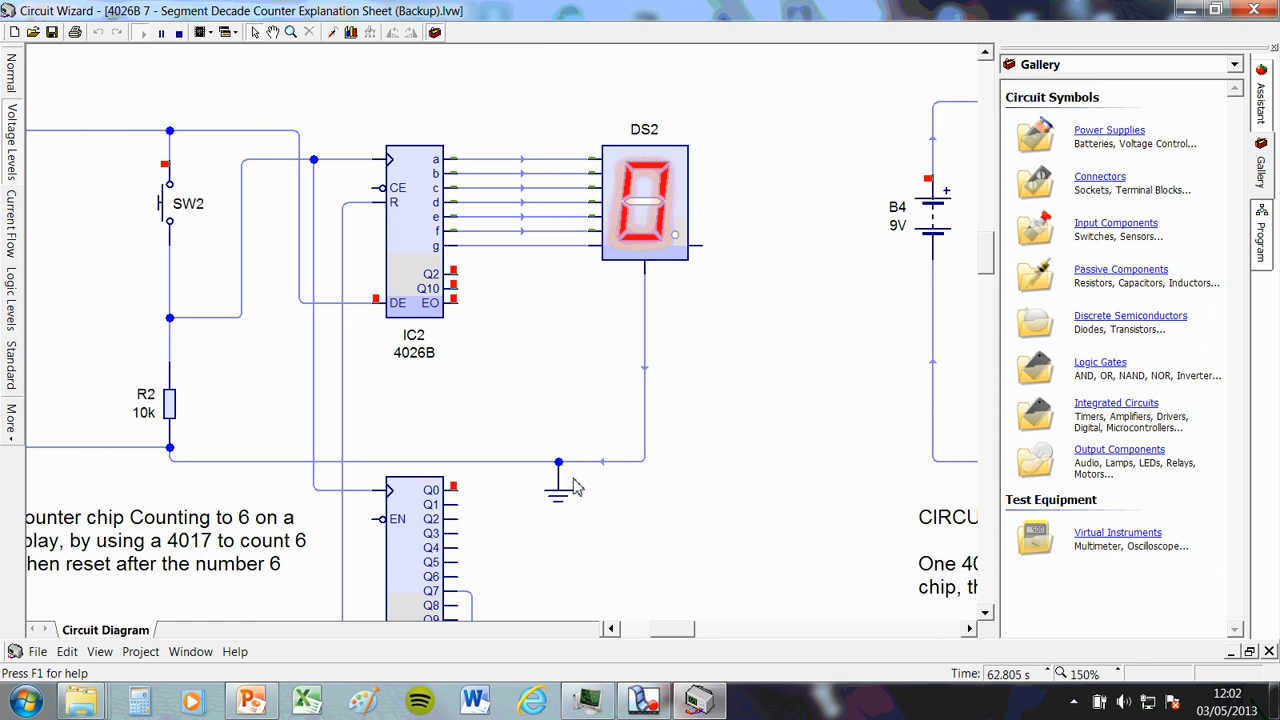 Circuit Wizard - [4026B 7 - Segment Decade Counter Explanation Sheet (Backup).lvw]
Normal
Voltage Levels
Current Flow
Logic Levels
Standard
More
SW2
R2
10k
CE
R
DE
a
b
c
d
e
f
g
Q2
Q10
EO
IC2
4026B
DS2
B4
9V
+
EN
Q0
Q1
Q2
Q3
Q4
Q5
Q6
Q7
Q8
Q9
ounter chip Counting to 6 on a
play, by using a 4017 to count 6
hen reset after the number 6
CIRCU
One 40
chip, th
Gallery
Circuit Symbols
Power Supplies
Batteries, Voltage Control...
Connectors
Sockets, Terminal Blocks...
Input Components
Switches, Sensors...
Passive Components
Resistors, Capacitors, Inductors...
Discrete Semiconductors
Diodes, Transistors...
Logic Gates
AND, OR, NAND, NOR, Inverter...
Integrated Circuits
Timers, Amplifiers, Drivers,
Digital, Microcontrollers...
Output Components
Audio, Lamps, LEDs, Relays,
Motors...
Test Equipment
Virtual Instruments
Multimeter, Oscilloscope...
Assistant
Gallery
Program
Circuit Diagram
File Edit View Project Window Help
Press F1 for help
Time: 62.805 s
150%
12:02
03/05/2013